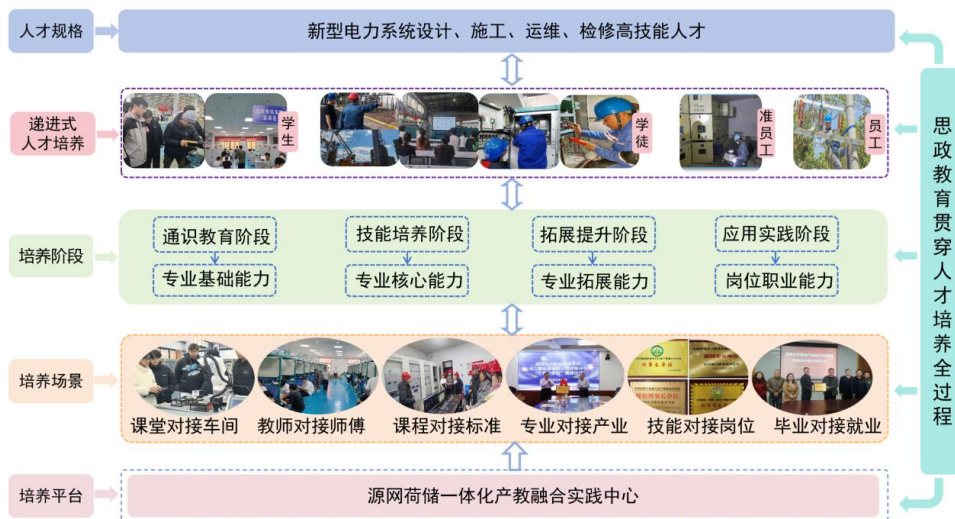 人才规格
新型电力系统设计、施工、运维、检修高技能人才
递进式
人才培养
学生
学徒
准员工
员工
培养阶段
通识教育阶段
技能培养阶段
拓展提升阶段
应用实践阶段
专业基础能力
专业核心能力
专业拓展能力
岗位职业能力
培养场景
课堂对接车间
教师对接师傅
课程对接标准
专业对接产业
技能对接岗位
毕业对接就业
培养平台
源网荷储一体化产教融合实践中心
思政教育贯穿人才培养全过程